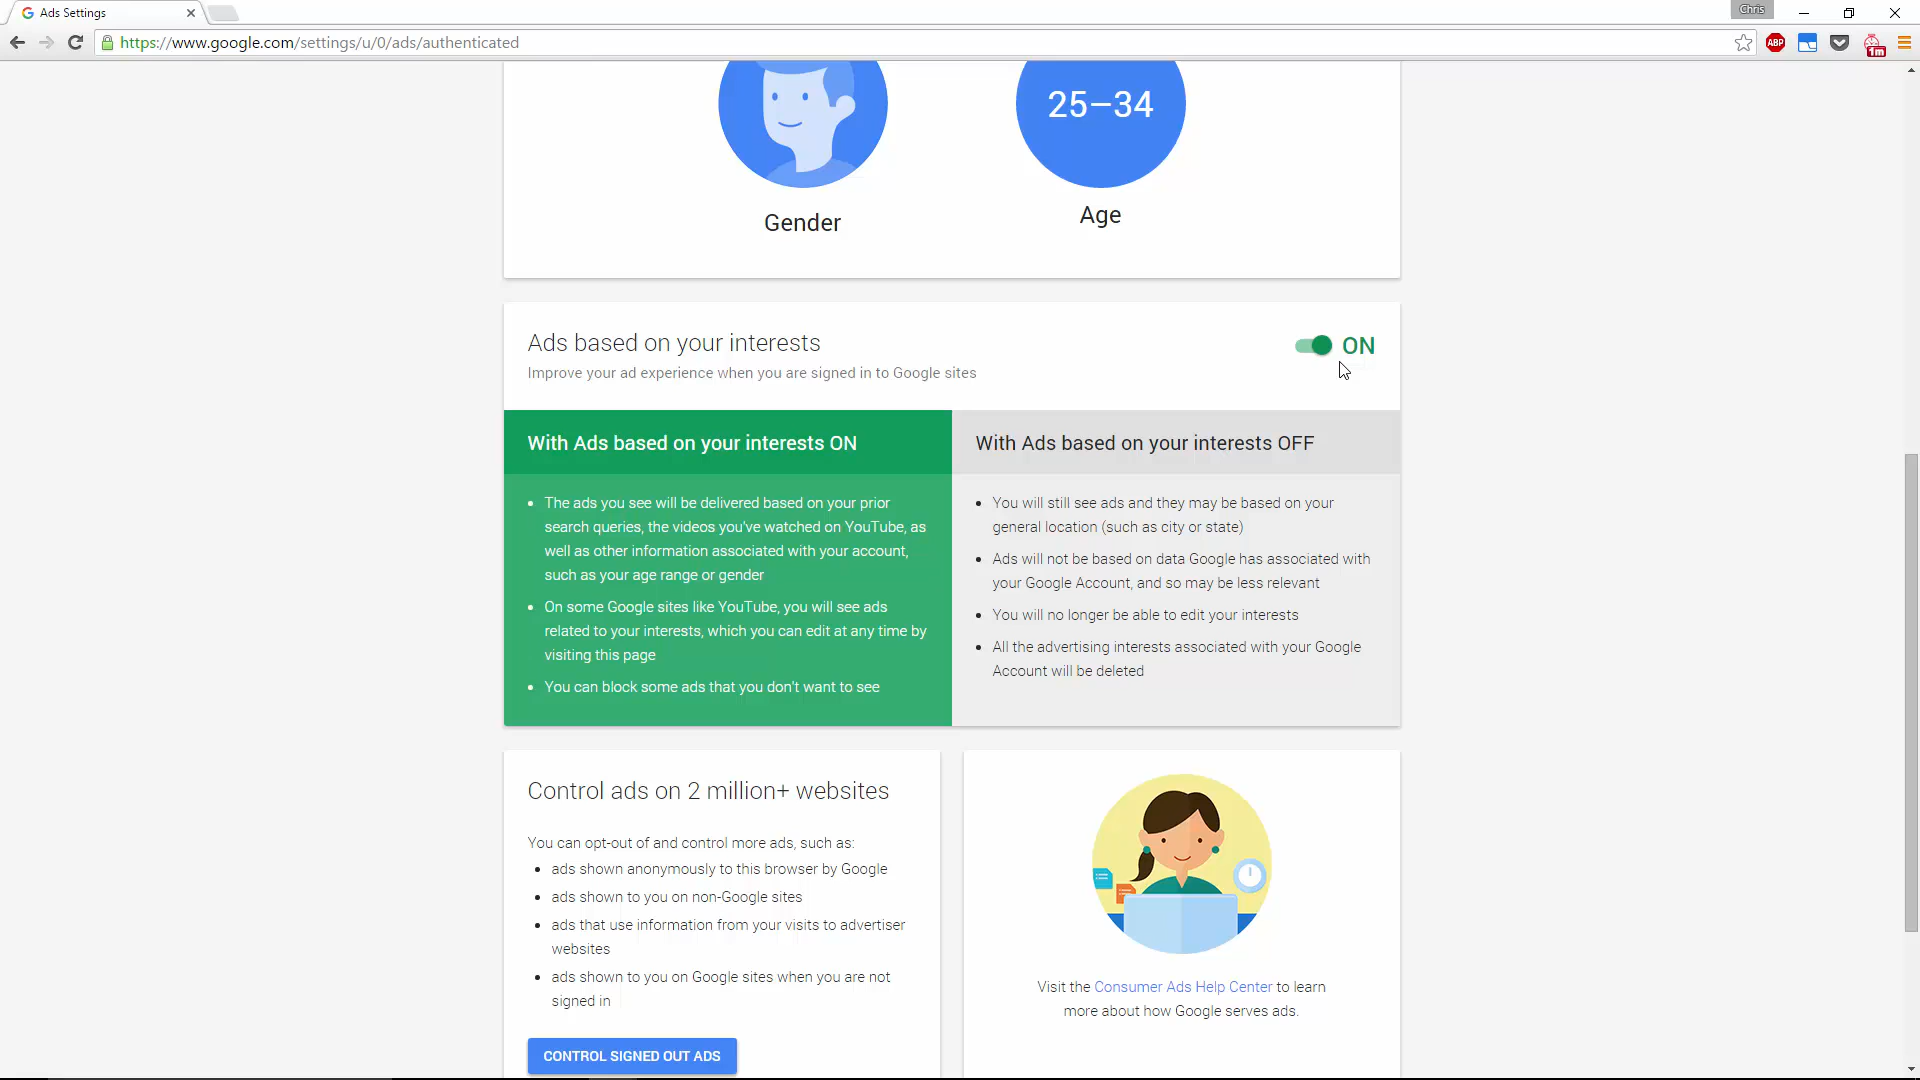 Ads Settings
Chris
https://www.google.com/settings/u/0/ads/authenticated
ABP
1m
25–34
Gender
Age
Ads based on your interests
ON
Improve your ad experience when you are signed in to Google sites
With Ads based on your interests ON
The ads you see will be delivered based on your prior
search queries, the videos you've watched on YouTube, as
well as other information associated with your account,
such as your age range or gender
On some Google sites like YouTube, you will see ads
related to your interests, which you can edit at any time by
visiting this page
You can block some ads that you don't want to see
With Ads based on your interests OFF
You will still see ads and they may be based on your
general location (such as city or state)
Ads will not be based on data Google has associated with
your Google Account, and so may be less relevant
You will no longer be able to edit your interests
All the advertising interests associated with your Google
Account will be deleted
Control ads on 2 million+ websites
You can opt-out of and control more ads, such as:
ads shown anonymously to this browser by Google
ads shown to you on non-Google sites
ads that use information from your visits to advertiser
websites
ads shown to you on Google sites when you are not
signed in
CONTROL SIGNED OUT ADS
Visit the Consumer Ads Help Center to learn
more about how Google serves ads.